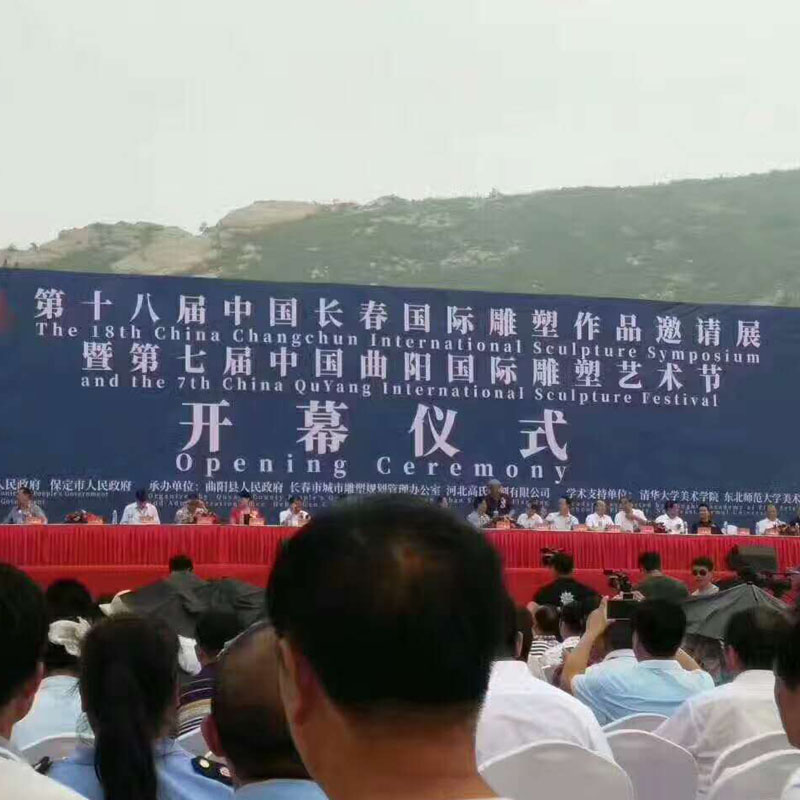 第十八届中国长春国际雕塑作品邀请展
The 18th China Changchun International Sculpture Symposium
暨第七届中国曲阳国际雕塑艺术节
and the 7th China QuYang International Sculpture Festival
开幕仪式
Opening Ceremony
人民政府 保定市人民政府 承办单位：曲阳县人民政府 长春市城市雕塑规划管理办公室 河北高氏 有限公司 学术支持单位 清华大学美术学院 东北师范大学美术
People's Government